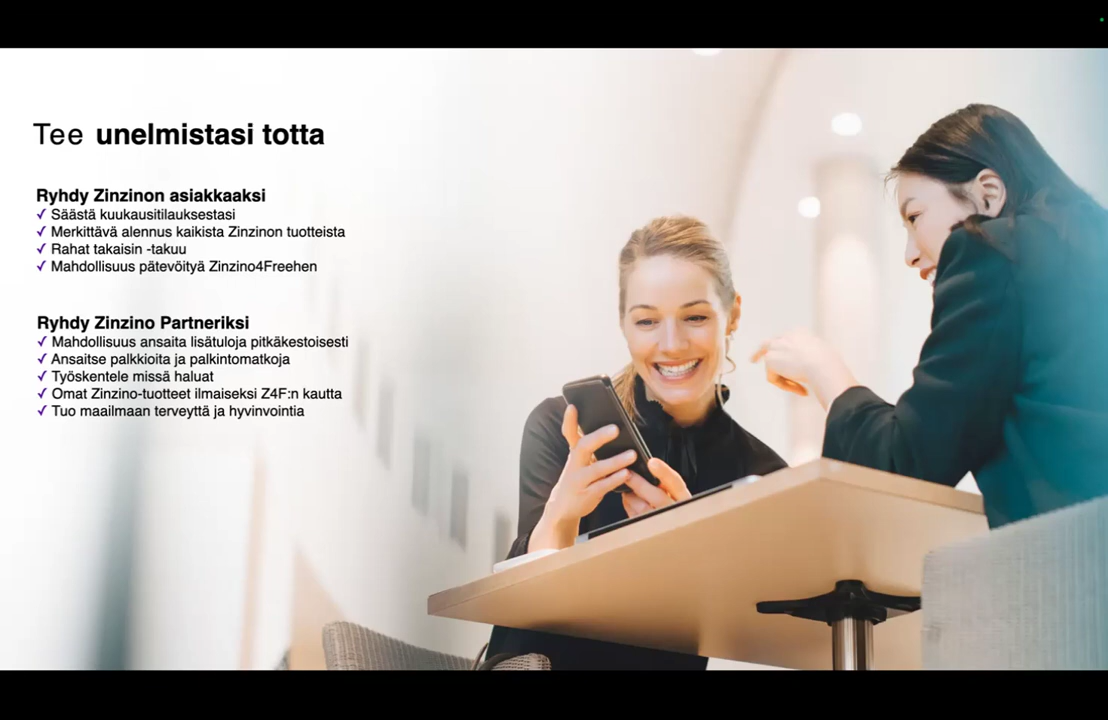 Tee unelmistasi totta
Ryhdy Zinzinon asiakkaaksi
✓ Säästä kuukausitilauksestasi
✓ Merkittävä alennus kaikista Zinzinon tuotteista
✓ Rahat takaisin -takuu
✓ Mahdollisuus pätevöityä Zinzino4Freehen
Ryhdy Zinzino Partneriksi
✓ Mahdollisuus ansaita lisätuloja pitkäkestoisesti
✓ Ansaitse palkkioita ja palkintomatkoja
✓ Työskentele missä haluat
✓ Omat Zinzino-tuotteet ilmaiseksi Z4F:n kautta
✓ Tuo maailmaan terveyttä ja hyvinvointia